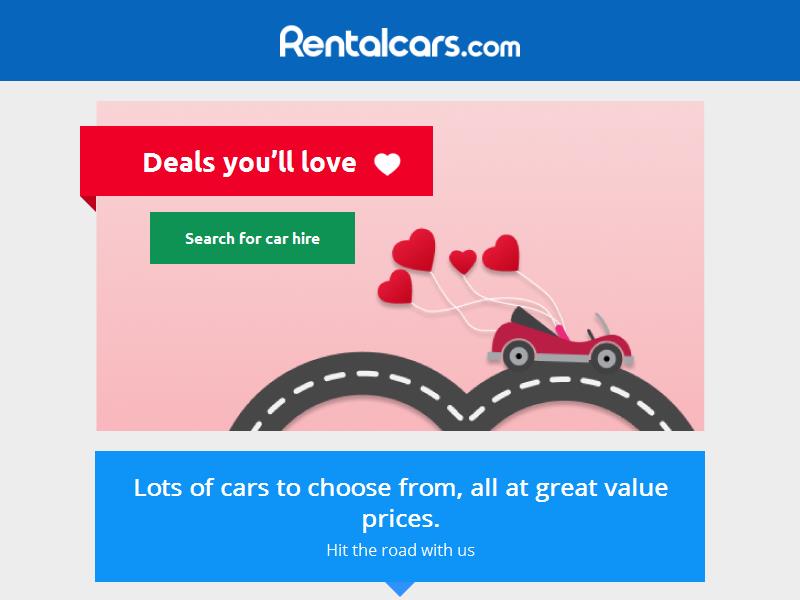 Rentalcars.com
Deals you'll love
Search for car hire
Lots of cars to choose from, all at great value
prices.
Hit the road with us